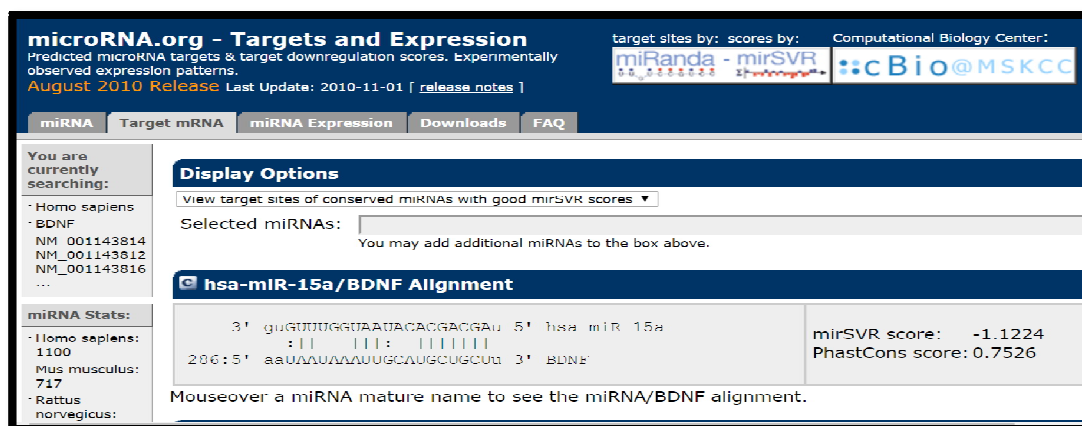 microRNA.org - Targets and Expression
Predicted microRNA targets & target downregulation scores. Experimentally
observed expression patterns.
August 2010 Release Last Update: 2010-11-01 [ release notes ]
target sites by: scores by:
miRanda - mirSVR
Computational Biology Center:
cBio@MSKCC
miRNA Target mRNA miRNA Expression Downloads FAQ
You are
currently
searching:
Homo sapiens
BDNF
NM_001143814
NM_001143812
NM_001143816
...
miRNA Stats:
Homo sapiens:
1100
Mus musculus:
717
Rattus
norvegicus:
Display Options
View target sites of conserved miRNAs with good mirSVR scores ▼
Selected miRNAs:
You may add additional miRNAs to the box above.
C hsa-miR-15a/BDNF Alignment
3' guGUUUGGUAAUACACGACGAu 5' hsa miR 15a
:|| |||: |||||||
286:5' aaUAAUAAAUUGCAUGCUGCUu 3' BDNF
mirSVR score: -1.1224
PhastCons score: 0.7526
Mouseover a miRNA mature name to see the miRNA/BDNF alignment.